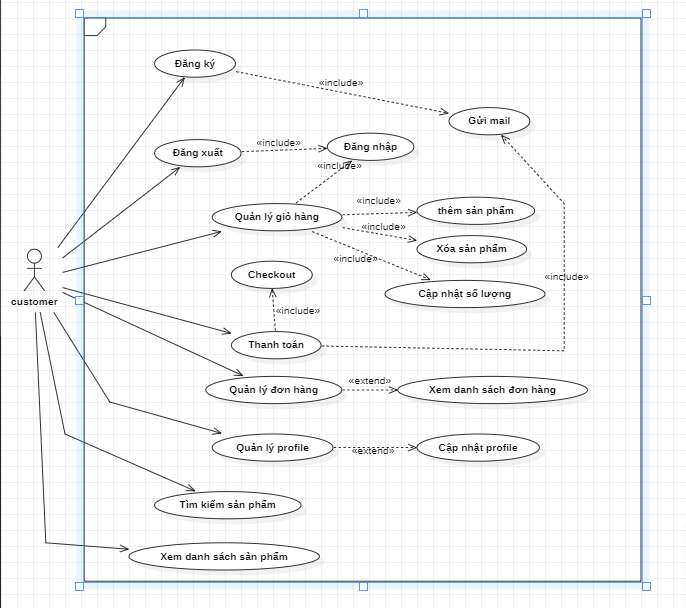 Đăng ký
«include»
Gửi mail
Đăng xuất
«include»
Đăng nhập
«include»
Quản lý giỏ hàng
«include»
thêm sản phẩm
«include»
Xóa sản phẩm
«include»
Cập nhật số lượng
customer
Checkout
«include»
«include»
Thanh toán
Quản lý đơn hàng
«extend»
Xem danh sách đơn hàng
Quản lý profile
«extend»
Cập nhật profile
Tìm kiếm sản phẩm
Xem danh sách sản phẩm